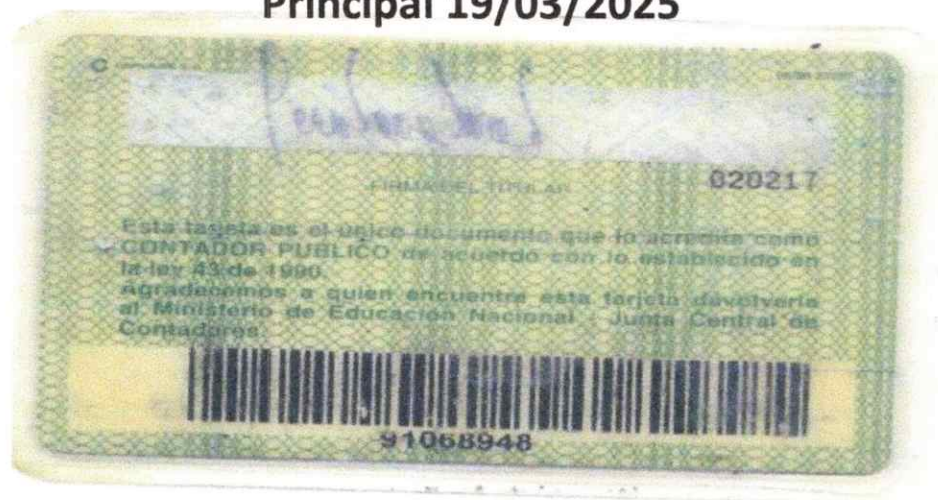 Principal 19/03/2025
FIRMA DEL TITULAR
020217
Esta tarjeta es el único documento que lo acredita como
CONTADOR PUBLICO de acuerdo con lo establecido en
la ley 43 de 1990.
Agradecemos a quien encuentre esta tarjeta devolverla
al Ministerio de Educación Nacional - Junta Central de
Contadores.
91068948